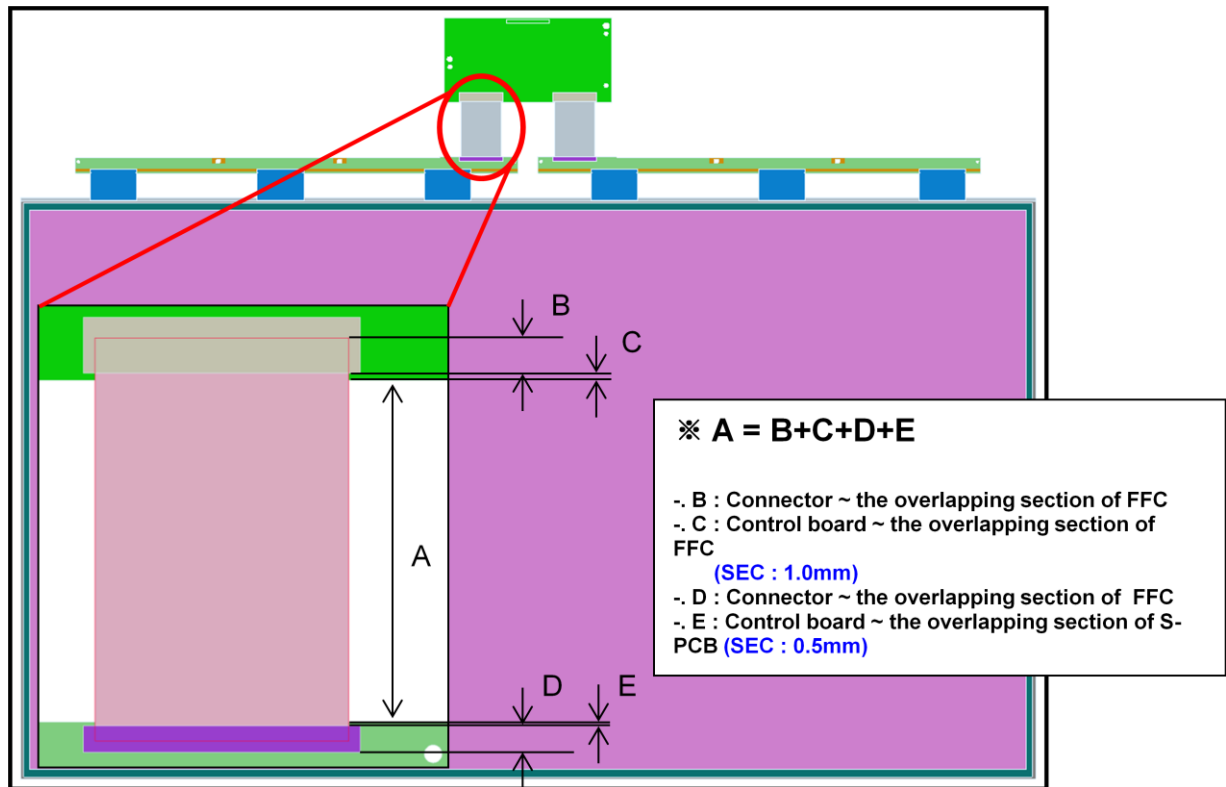 B
C
A
D
E
※ A = B+C+D+E
-. B : Connector ~ the overlapping section of FFC
-. C : Control board ~ the overlapping section of
FFC
(SEC : 1.0mm)
-. D : Connector ~ the overlapping section of  FFC
-. E : Control board ~ the overlapping section of S-
PCB (SEC : 0.5mm)